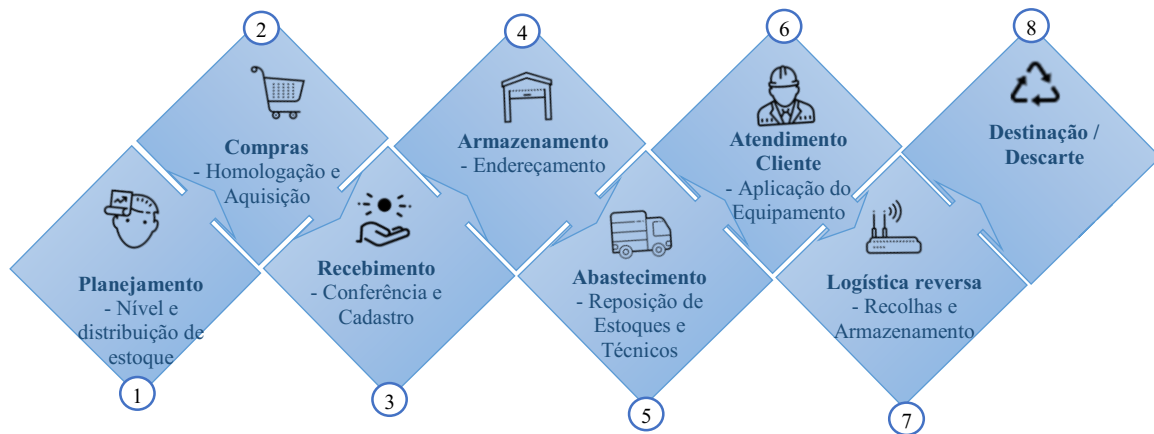 1
Planejamento
- Nível e
distribuição de
estoque
2
Compras
- Homologação e
Aquisição
3
Recebimento
- Conferência e
Cadastro
4
Armazenamento
- Endereçamento
5
Abastecimento
- Reposição de
Estoques e
Técnicos
6
Atendimento
Cliente
- Aplicação do
Equipamento
7
Logística reversa
- Recolhas e
Armazenamento
8
Destinação /
Descarte